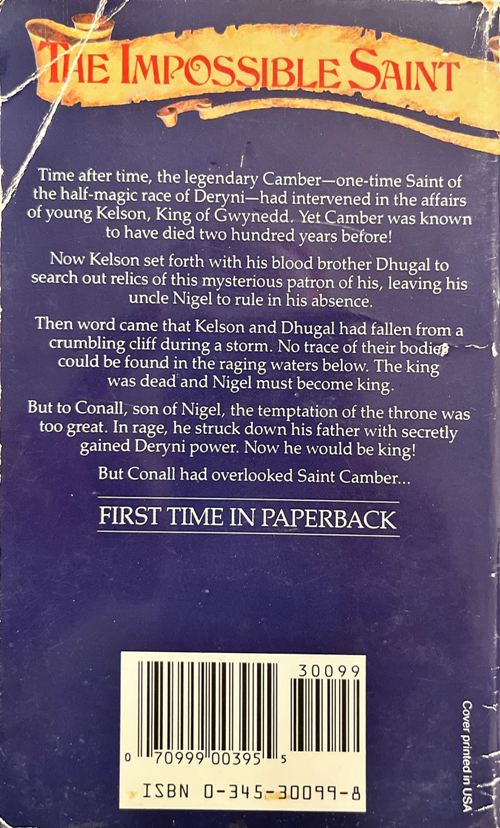 THE IMPOSSIBLE SAINT
Time after time, the legendary Camber—one-time Saint of
the half-magic race of Deryni—had intervened in the affairs
of young Kelson, King of Gwynedd. Yet Camber was known
to have died two hundred years before!
Now Kelson set forth with his blood brother Dhugal to
search out relics of this mysterious patron of his, leaving his
uncle Nigel to rule in his absence.
Then word came that Kelson and Dhugal had fallen from a
crumbling cliff during a storm. No trace of their bodies
could be found in the raging waters below. The king
was dead and Nigel must become king.
But to Conall, son of Nigel, the temptation of the throne was
too great. In rage, he struck down his father with secretly
gained Deryni power. Now he would be king!
But Conall had overlooked Saint Camber...
FIRST TIME IN PAPERBACK
30099
0 70999 00395 5
ISBN 0-345-30099-8
Cover printed in USA